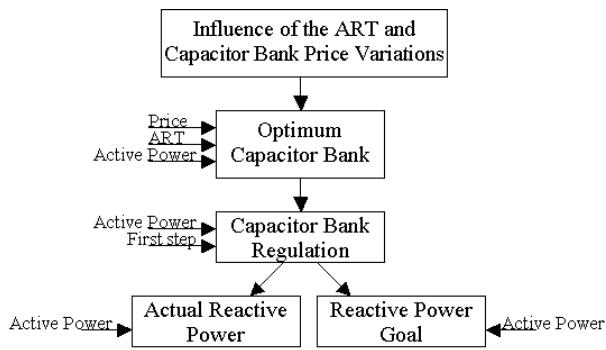 Influence of the ART and
Capacitor Bank Price Variations
Price
ART
Active Power
Optimum
Capacitor Bank
Active Power
First step
Capacitor Bank
Regulation
Active Power
Actual Reactive
Power
Reactive Power
Goal
Active Power